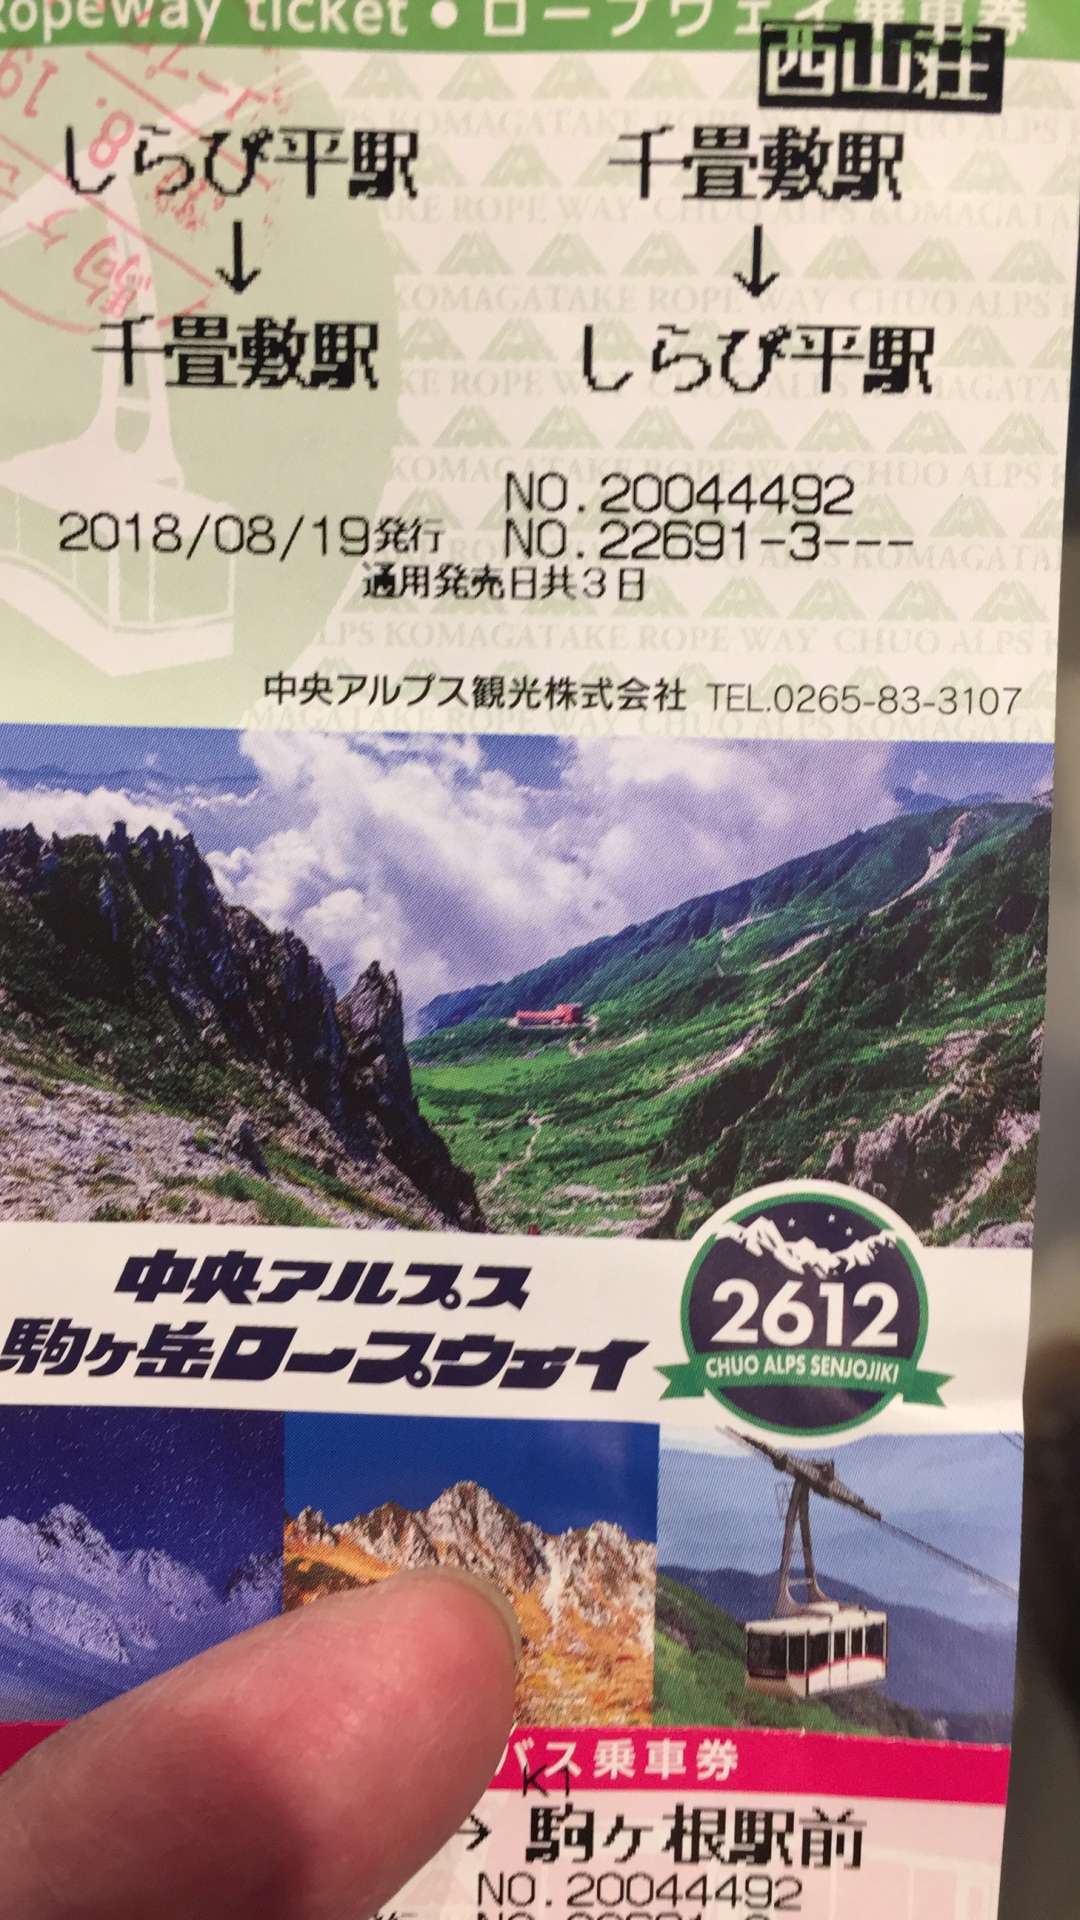 Ropeway ticket ● ロープウェイ乗車券
西山荘
しらび平駅 千畳敷駅
↓ ↓
千畳敷駅 しらび平駅
NO.20044492
2018/08/19発行 NO.22691-3---
通用発売日共3日
中央アルプス観光株式会社 TEL.0265-83-3107
中央アルプス
駒ヶ岳ロープウェイ
2612
CHUO ALPS SENJOJIKI
バス乗車券
K1
→ 駒ヶ根駅前
NO.20044492